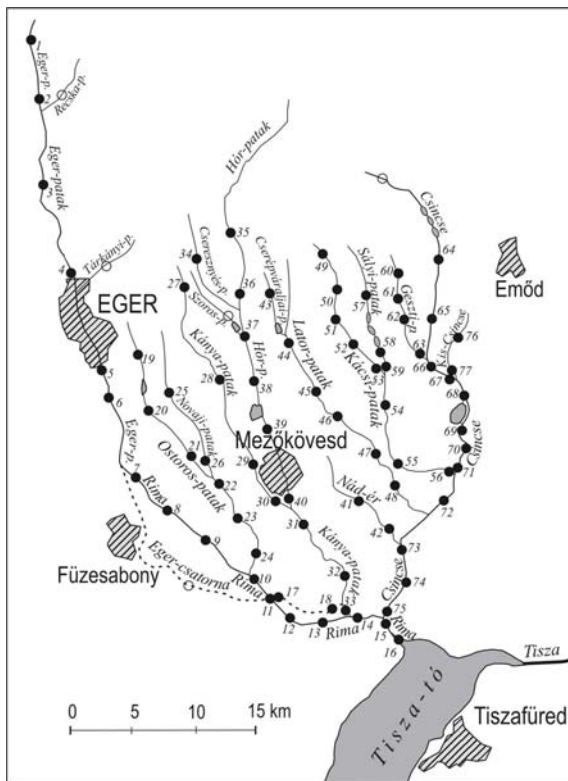 1
Eger-p.
2
Recska-p.
Eger-patak
3
Tárkányi-p.
4
EGER
5
6
Eger-p.
7
Rima
8
9
Füzesabony
Eger-csatorna
Rima
10
11
17
12
13
Rima
18
33
14
15
Rima
16
19
20
Ostoros-patak
21
22
23
24
25
Novaji-patak
26
27
Kánya-patak
28
29
30
31
Kánya-patak
32
34
Cseresznyés-p.
Szoros-p.
Hór-patak
35
36
37
Hór-p.
38
39
Mezőkövesd
40
Cserépváraljai-p.
43
44
Lator-patak
45
46
47
48
49
50
51
52
Kácsi-patak
53
54
55
56
Sályi-patak
57
58
59
60
61
Geszti-p.
62
63
Csincse
64
65
66
67
Kis-Csincse
76
77
68
69
70
71
Csincse
72
Nád-ér
41
42
73
74
Csincse
75
Emőd
Tisza
Tisza-tó
Tiszafüred
0 5 10 15 km